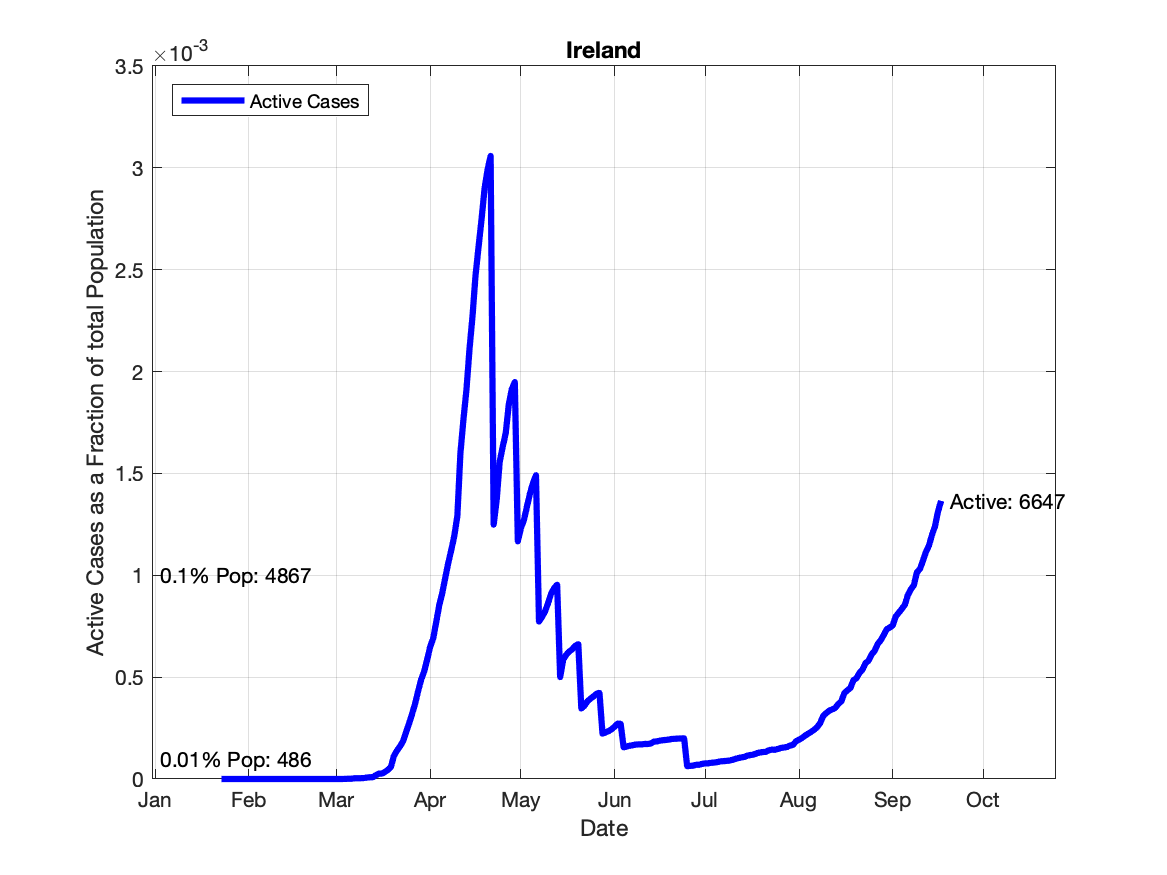 Ireland
×10-3
3.5
3
2.5
2
1.5
1
0.5
0
Active Cases as a Fraction of total Population
Active Cases
Active: 6647
0.1% Pop: 4867
0.01% Pop: 486
Jan Feb Mar Apr May Jun Jul Aug Sep Oct
Date